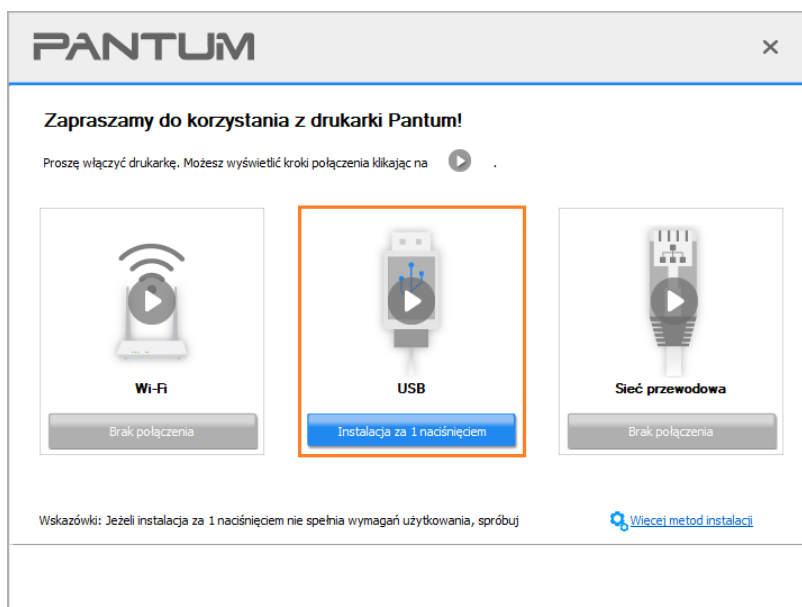 PANTUM
Zapraszamy do korzystania z drukarki Pantum!
Proszę włączyć drukarkę. Możesz wyświetlić kroki połączenia klikając na .
Wi-Fi
Brak połączenia
USB
Instalacja za 1 naciśnięciem
Sieć przewodowa
Brak połączenia
Wskazówki: Jeżeli instalacja za 1 naciśnięciem nie spełnia wymagań użytkowania, spróbuj Więcej metod instalacji